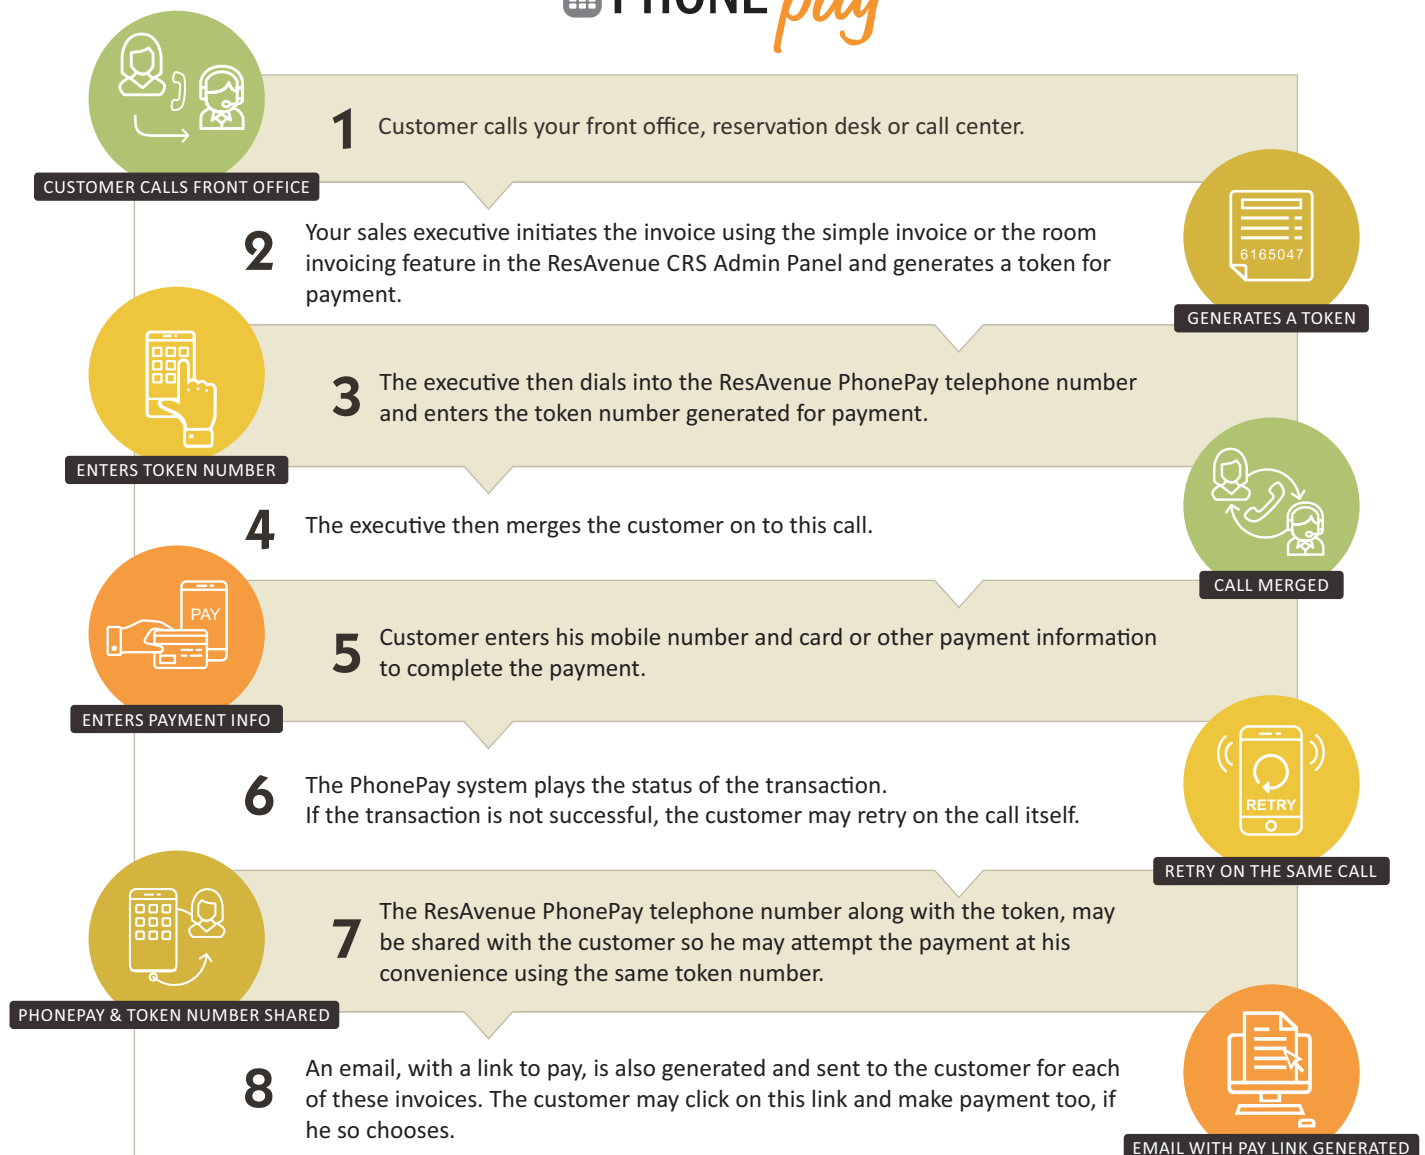 PHONE pay
1 Customer calls your front office, reservation desk or call center.
CUSTOMER CALLS FRONT OFFICE
2 Your sales executive initiates the invoice using the simple invoice or the room
invoicing feature in the ResAvenue CRS Admin Panel and generates a token for
payment.
6165047
GENERATES A TOKEN
3 The executive then dials into the ResAvenue PhonePay telephone number
and enters the token number generated for payment.
ENTERS TOKEN NUMBER
4 The executive then merges the customer on to this call.
CALL MERGED
PAY
5 Customer enters his mobile number and card or other payment information
to complete the payment.
ENTERS PAYMENT INFO
6 The PhonePay system plays the status of the transaction.
If the transaction is not successful, the customer may retry on the call itself.
RETRY
RETRY ON THE SAME CALL
7 The ResAvenue PhonePay telephone number along with the token, may
be shared with the customer so he may attempt the payment at his
convenience using the same token number.
PHONEPAY & TOKEN NUMBER SHARED
8 An email, with a link to pay, is also generated and sent to the customer for each
of these invoices. The customer may click on this link and make payment too, if
he so chooses.
EMAIL WITH PAY LINK GENERATED